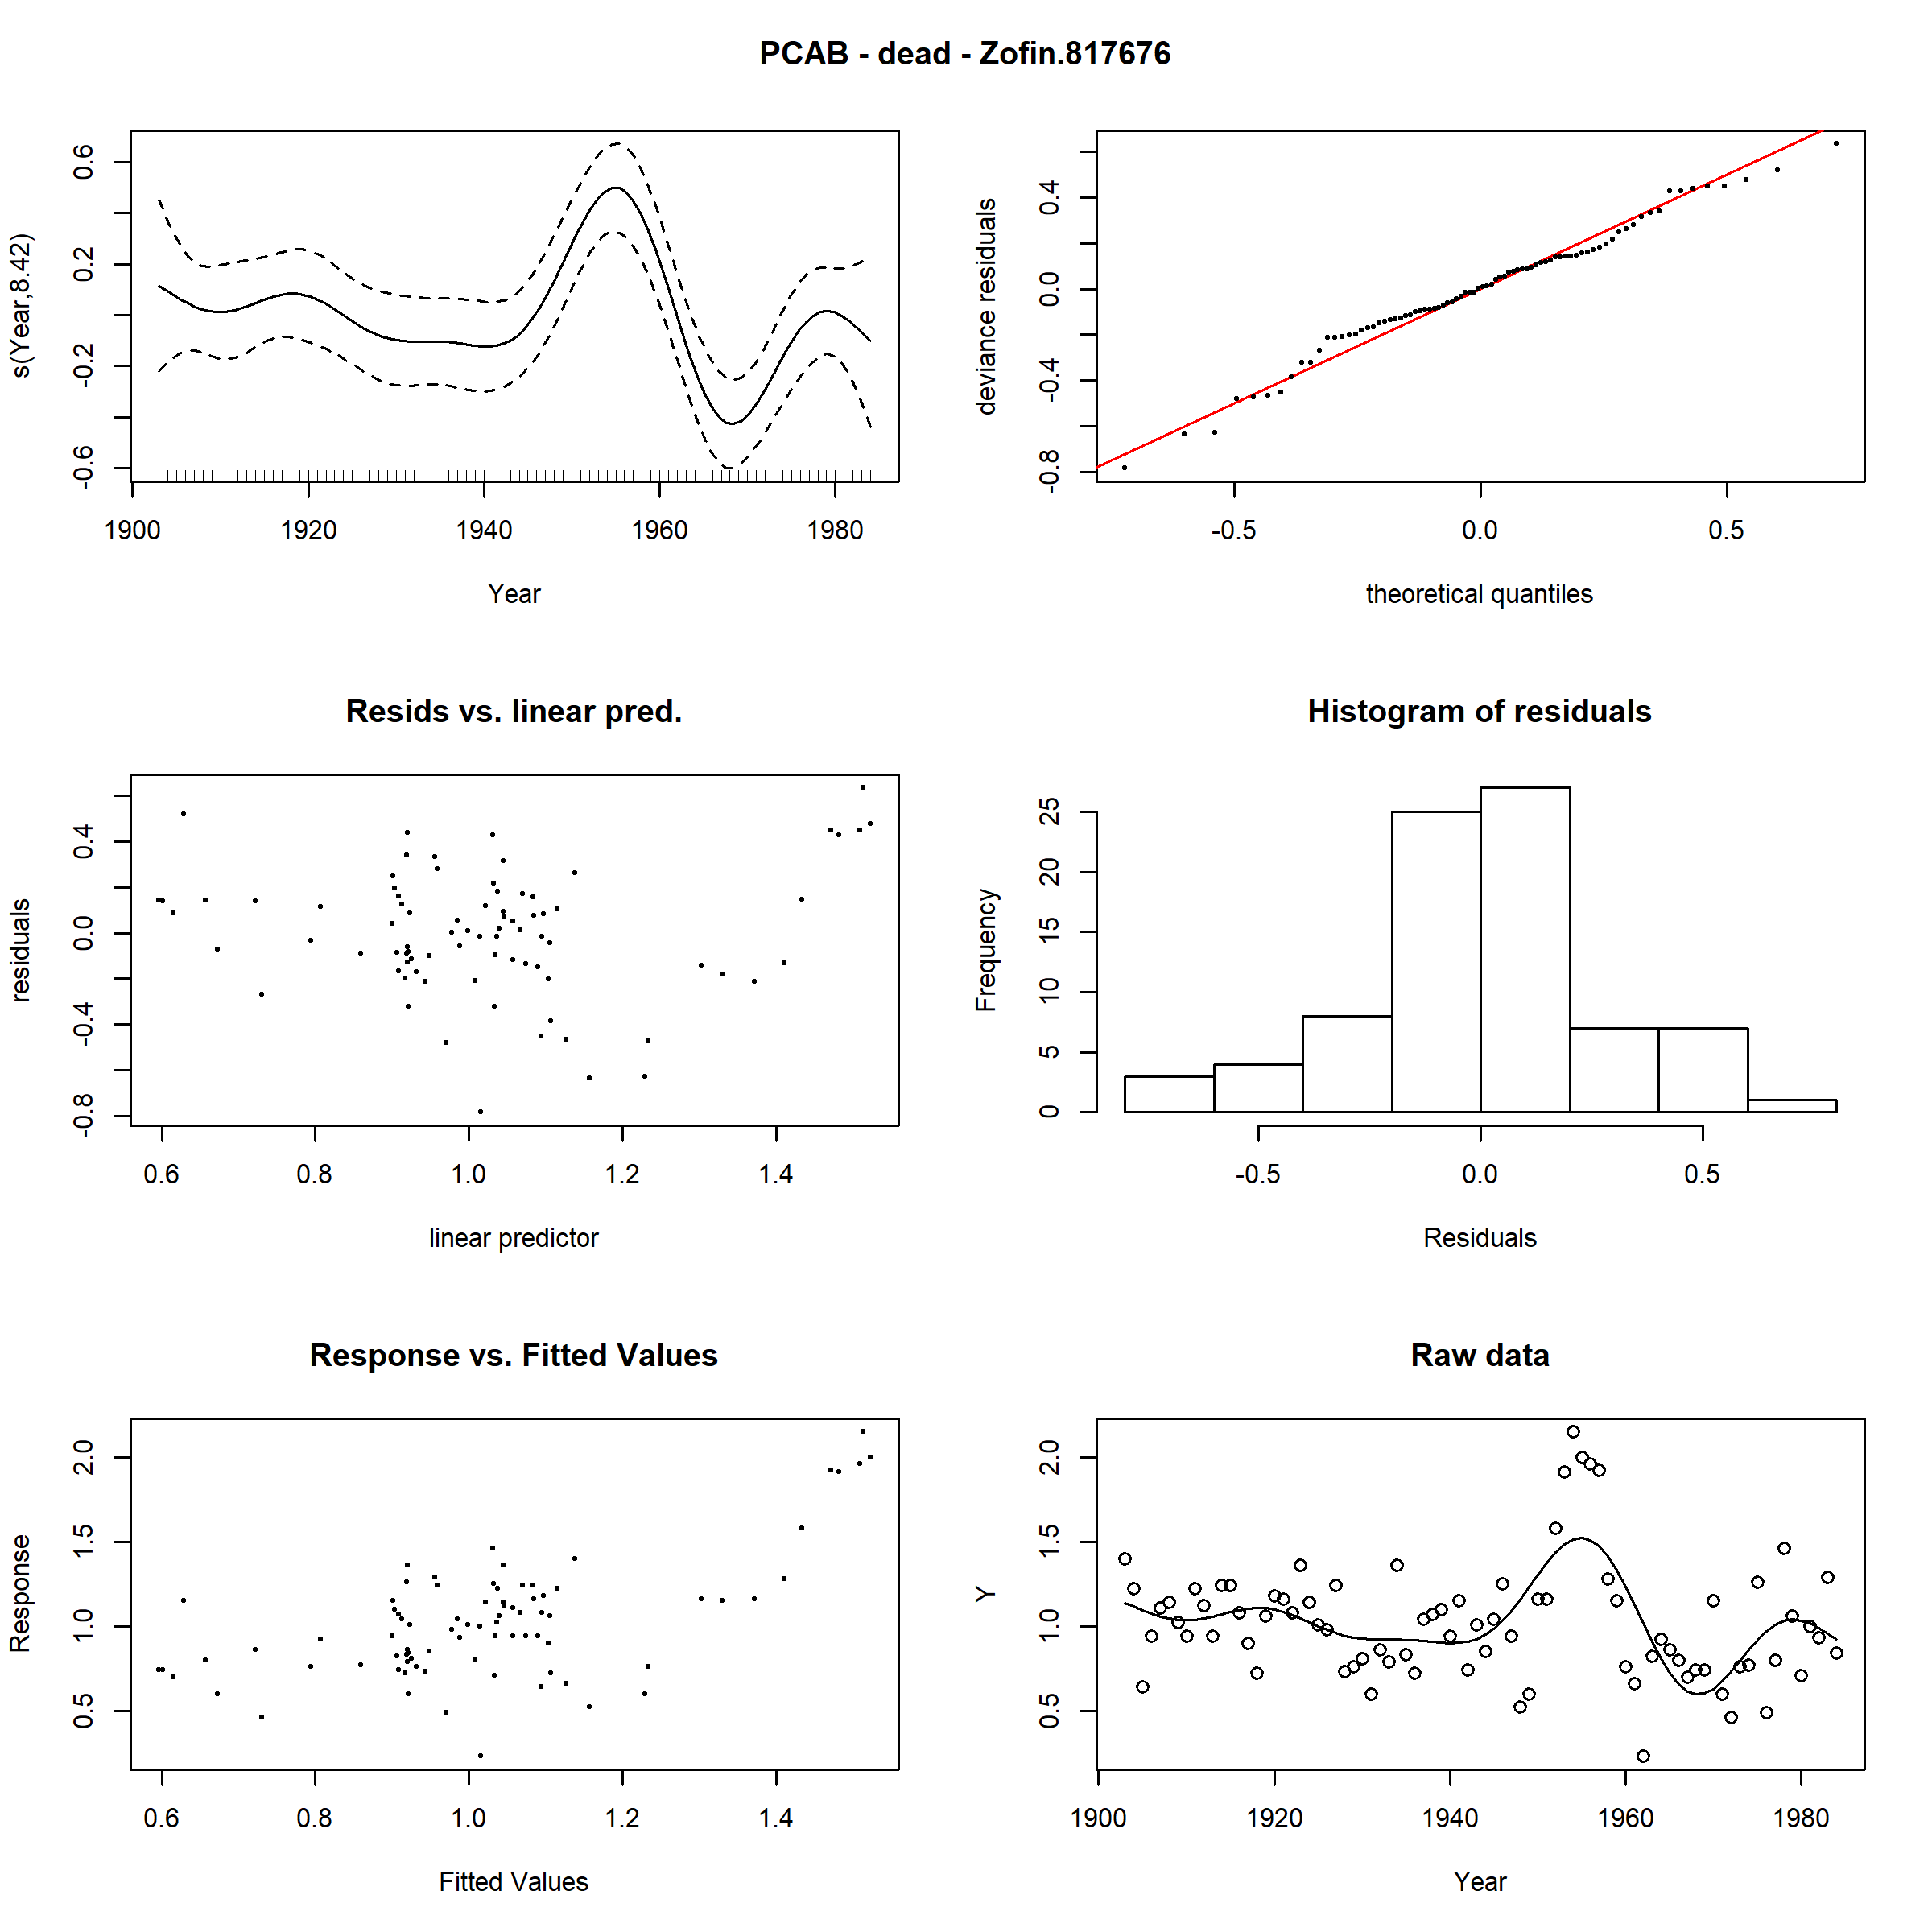 PCAB - dead - Zofin.817676
s(Year,8.42)
-0.6 -0.2 0.2 0.6
1900 1920 1940 1960 1980
Year
deviance residuals
-0.8 -0.4 0.0 0.4
-0.5 0.0 0.5
theoretical quantiles
Resids vs. linear pred.
residuals
-0.8 -0.4 0.0 0.4
0.6 0.8 1.0 1.2 1.4
linear predictor
Histogram of residuals
Frequency
0 5 10 15 20 25
-0.5 0.0 0.5
Residuals
Response vs. Fitted Values
Response
0.5 1.0 1.5 2.0
0.6 0.8 1.0 1.2 1.4
Fitted Values
Raw data
Y
0.5 1.0 1.5 2.0
1900 1920 1940 1960 1980
Year